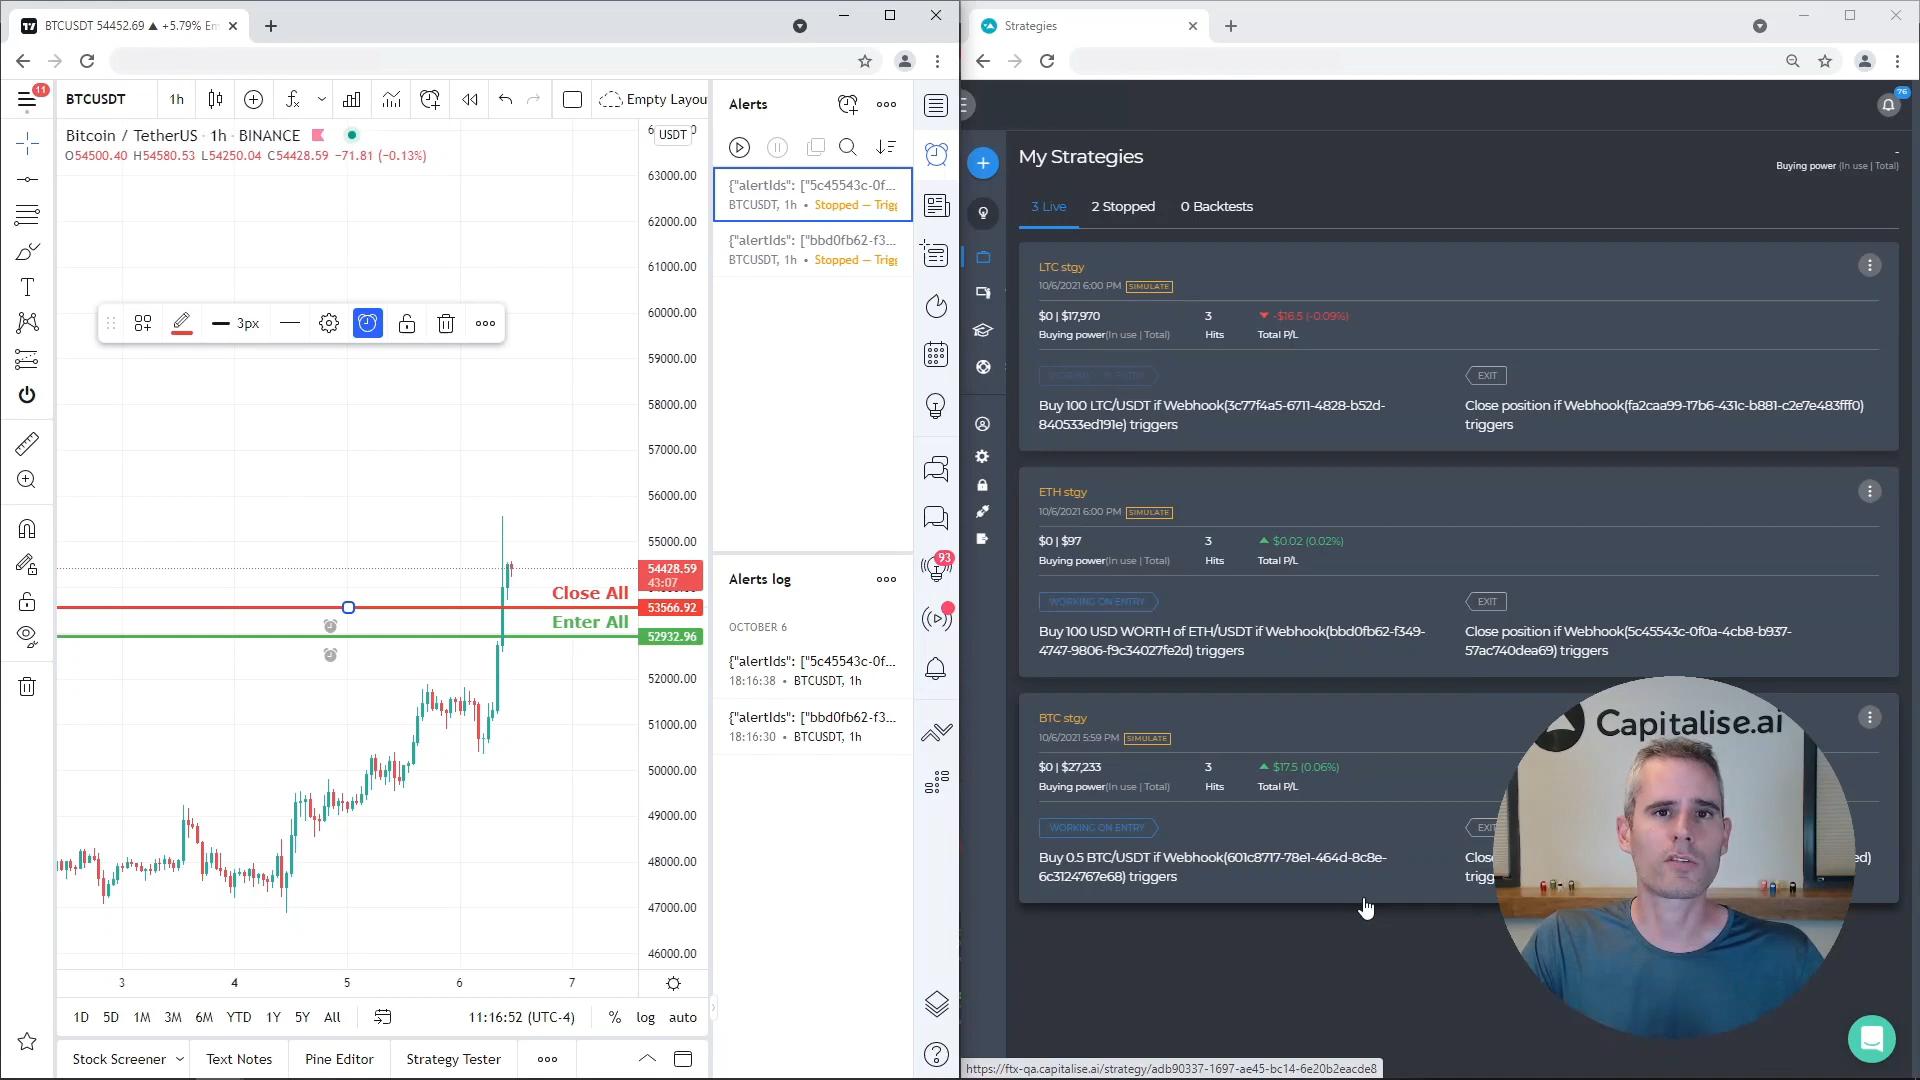 BTCUSDT 54452.69 ▲ +5.79% Em
Strategies
11
BTCUSDT
1h
Empty Layou
Alerts
76
Bitcoin / TetherUS · 1h · BINANCE
USDT
O54500.40 H54580.53 L54250.04 C54428.59 −71.81 (−0.13%)
63000.00
62000.00
61000.00
60000.00
59000.00
58000.00
57000.00
56000.00
55000.00
54428.59
43:07
53566.92
52932.96
52000.00
51000.00
50000.00
49000.00
48000.00
47000.00
46000.00
3px
Close All
Enter All
3 4 5 6 7
1D 5D 1M 3M 6M YTD 1Y 5Y All
11:16:52 (UTC-4)
% log auto
Stock Screener
Text Notes
Pine Editor
Strategy Tester
{"alertIds": ["5c45543c-0f...
BTCUSDT, 1h • Stopped — Trigg
{"alertIds": ["bbd0fb62-f3...
BTCUSDT, 1h • Stopped — Trigg
Alerts log
OCTOBER 6
{"alertIds": ["5c45543c-0f...
18:16:38 • BTCUSDT, 1h
{"alertIds": ["bbd0fb62-f3...
18:16:30 • BTCUSDT, 1h
93
My Strategies
-
Buying power (In use | Total)
3 Live
2 Stopped
0 Backtests
LTC stgy
10/6/2021 6:00 PM SIMULATE
$0 | $17,970
3
-$16.5 (-0.09%)
Buying power(In use | Total)
Hits
Total P/L
WORKING ON ENTRY
EXIT
Buy 100 LTC/USDT if Webhook(3c77f4a5-6711-4828-b52d-
840533ed191e) triggers
Close position if Webhook(fa2caa99-17b6-431c-b881-c2e7e483fff0)
triggers
ETH stgy
10/6/2021 6:00 PM SIMULATE
$0 | $97
3
$0.02 (0.02%)
Buying power(In use | Total)
Hits
Total P/L
WORKING ON ENTRY
EXIT
Buy 100 USD WORTH of ETH/USDT if Webhook(bbd0fb62-f349-
4747-9806-f9c34027fe2d) triggers
Close position if Webhook(5c45543c-0f0a-4cb8-b937-
57ac740dea69) triggers
BTC stgy
10/6/2021 5:59 PM SIMULATE
$0 | $27,233
3
$17.5 (0.06%)
Buying power(In use | Total)
Hits
Total P/L
WORKING ON ENTRY
EXIT
Buy 0.5 BTC/USDT if Webhook(601c8717-78e1-464d-8c8e-
6c3124767e68) triggers
Clos
ed)
trigg
Capitalise.ai
https://ftx-qa.capitalise.ai/strategy/adb90337-1697-ae45-bc14-6e20b2eacde8